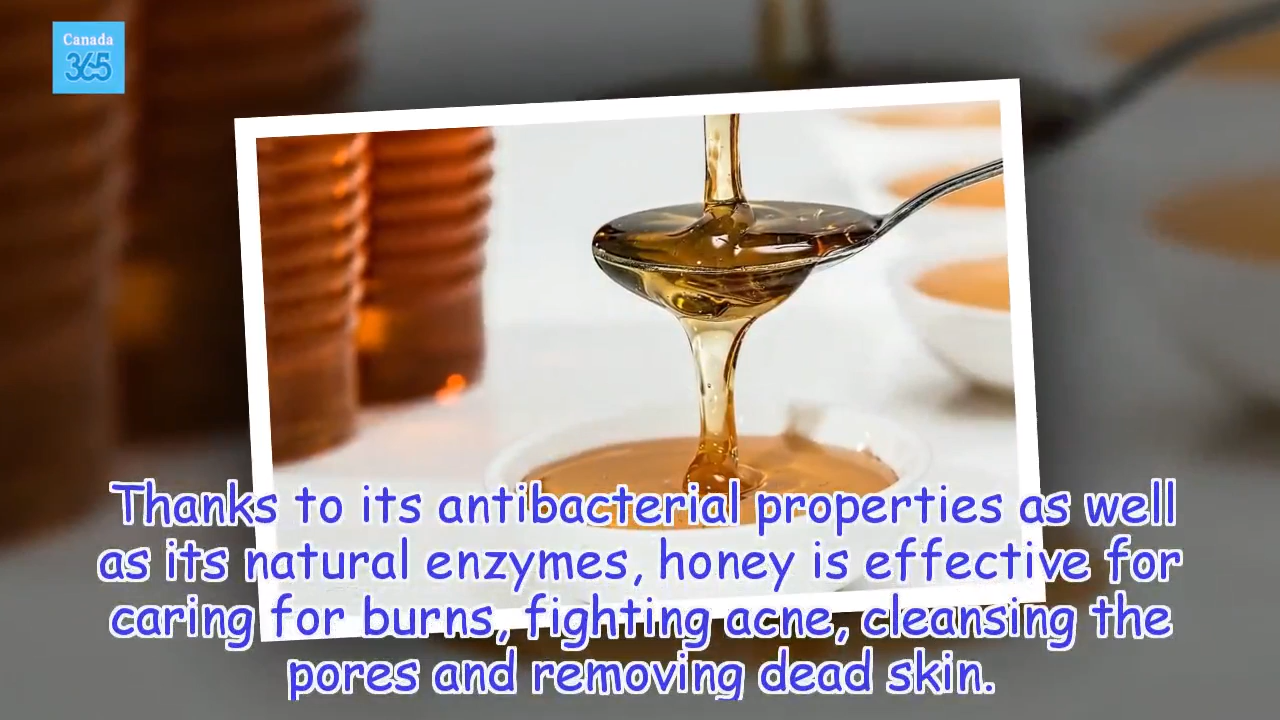 Canada
365
Thanks to its antibacterial properties as well
as its natural enzymes, honey is effective for
caring for burns, fighting acne, cleansing the
pores and removing dead skin.